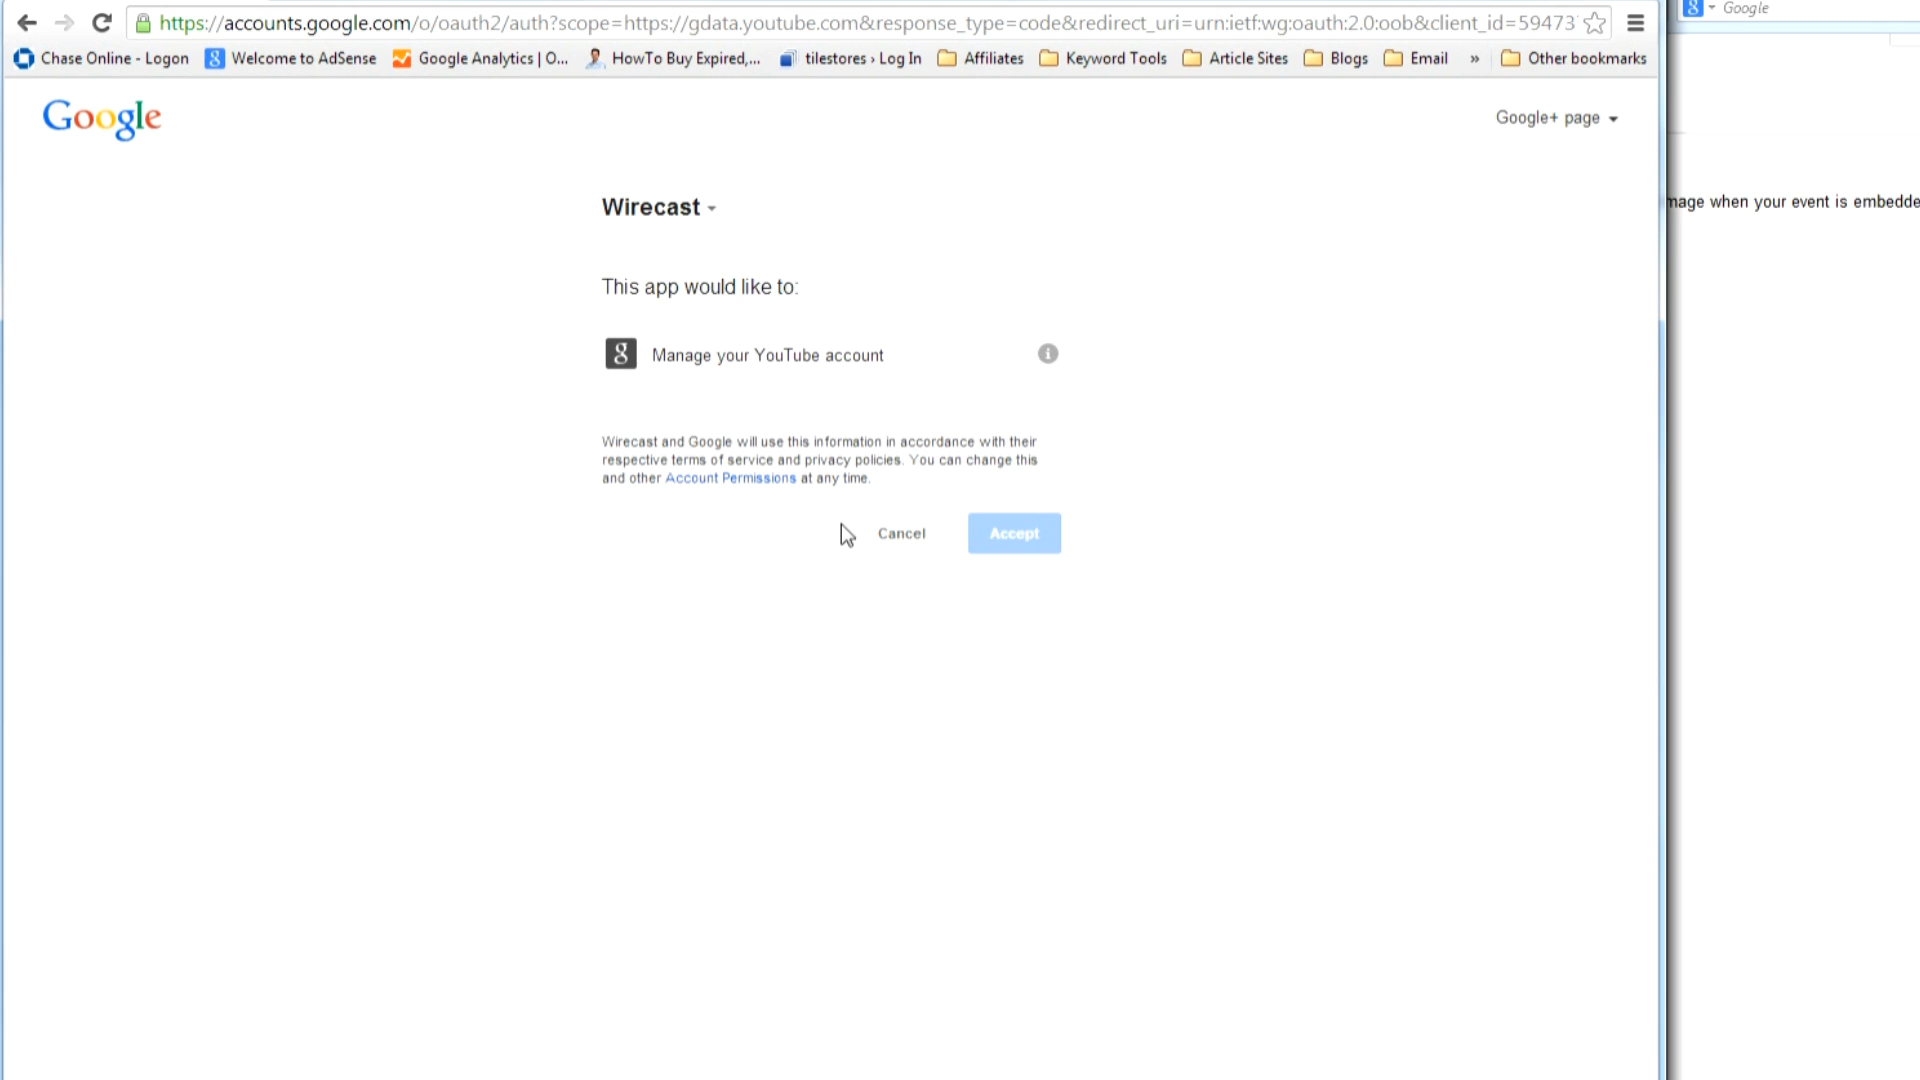 https://accounts.google.com/o/oauth2/auth?scope=https://gdata.youtube.com&response_type=code&redirect_uri=urn:ietf:wg:oauth:2.0:oob&client_id=59473
Google
Chase Online - Logon Welcome to AdSense Google Analytics | O... HowTo Buy Expired,... tilestores › Log In Affiliates Keyword Tools Article Sites Blogs Email » Other bookmarks
Google
Google+ page
mage when your event is embedde
Wirecast
This app would like to:
Manage your YouTube account
Wirecast and Google will use this information in accordance with their
respective terms of service and privacy policies. You can change this
and other Account Permissions at any time.
Cancel
Accept